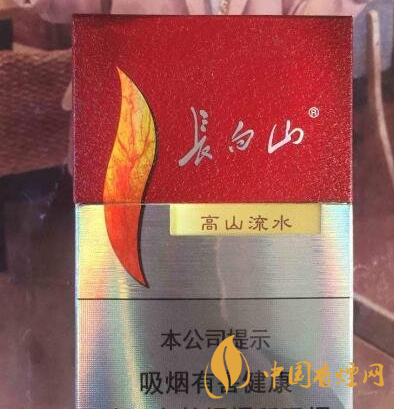 長白山®
高山流水
本公司提示
吸烟有害健康
中国香烟网